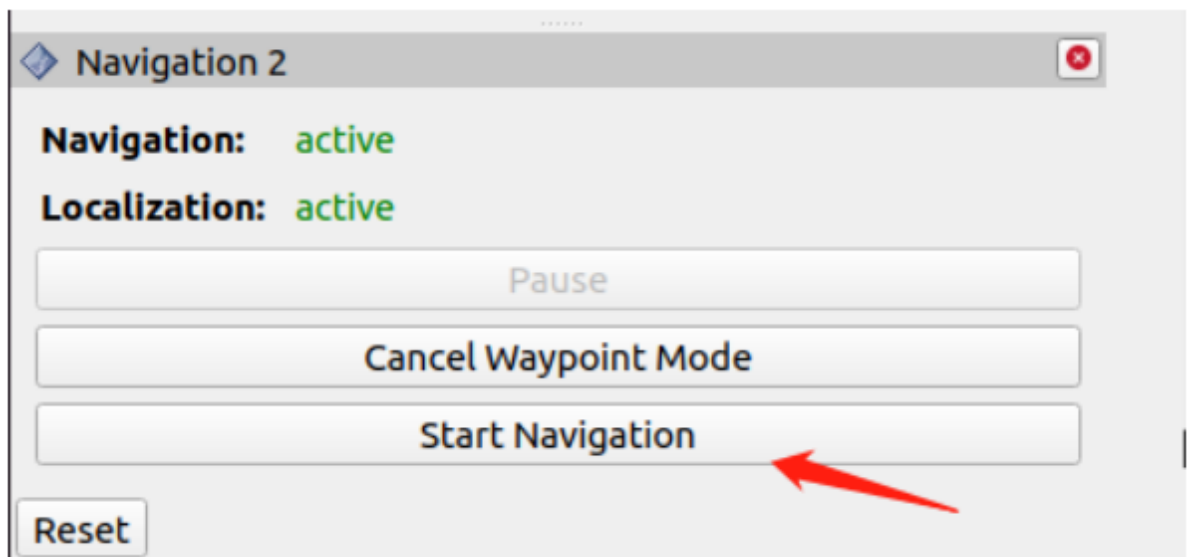 Navigation 2
Navigation: active
Localization: active
Pause
Cancel Waypoint Mode
Start Navigation
Reset